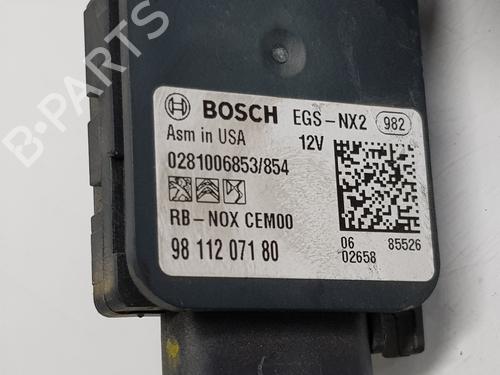 B-PARTS
BOSCH EGS-NX2 982
Asm in USA 12V
0281006853/854
RB-NOX CEM00
98 112 071 80
06 85526
02658